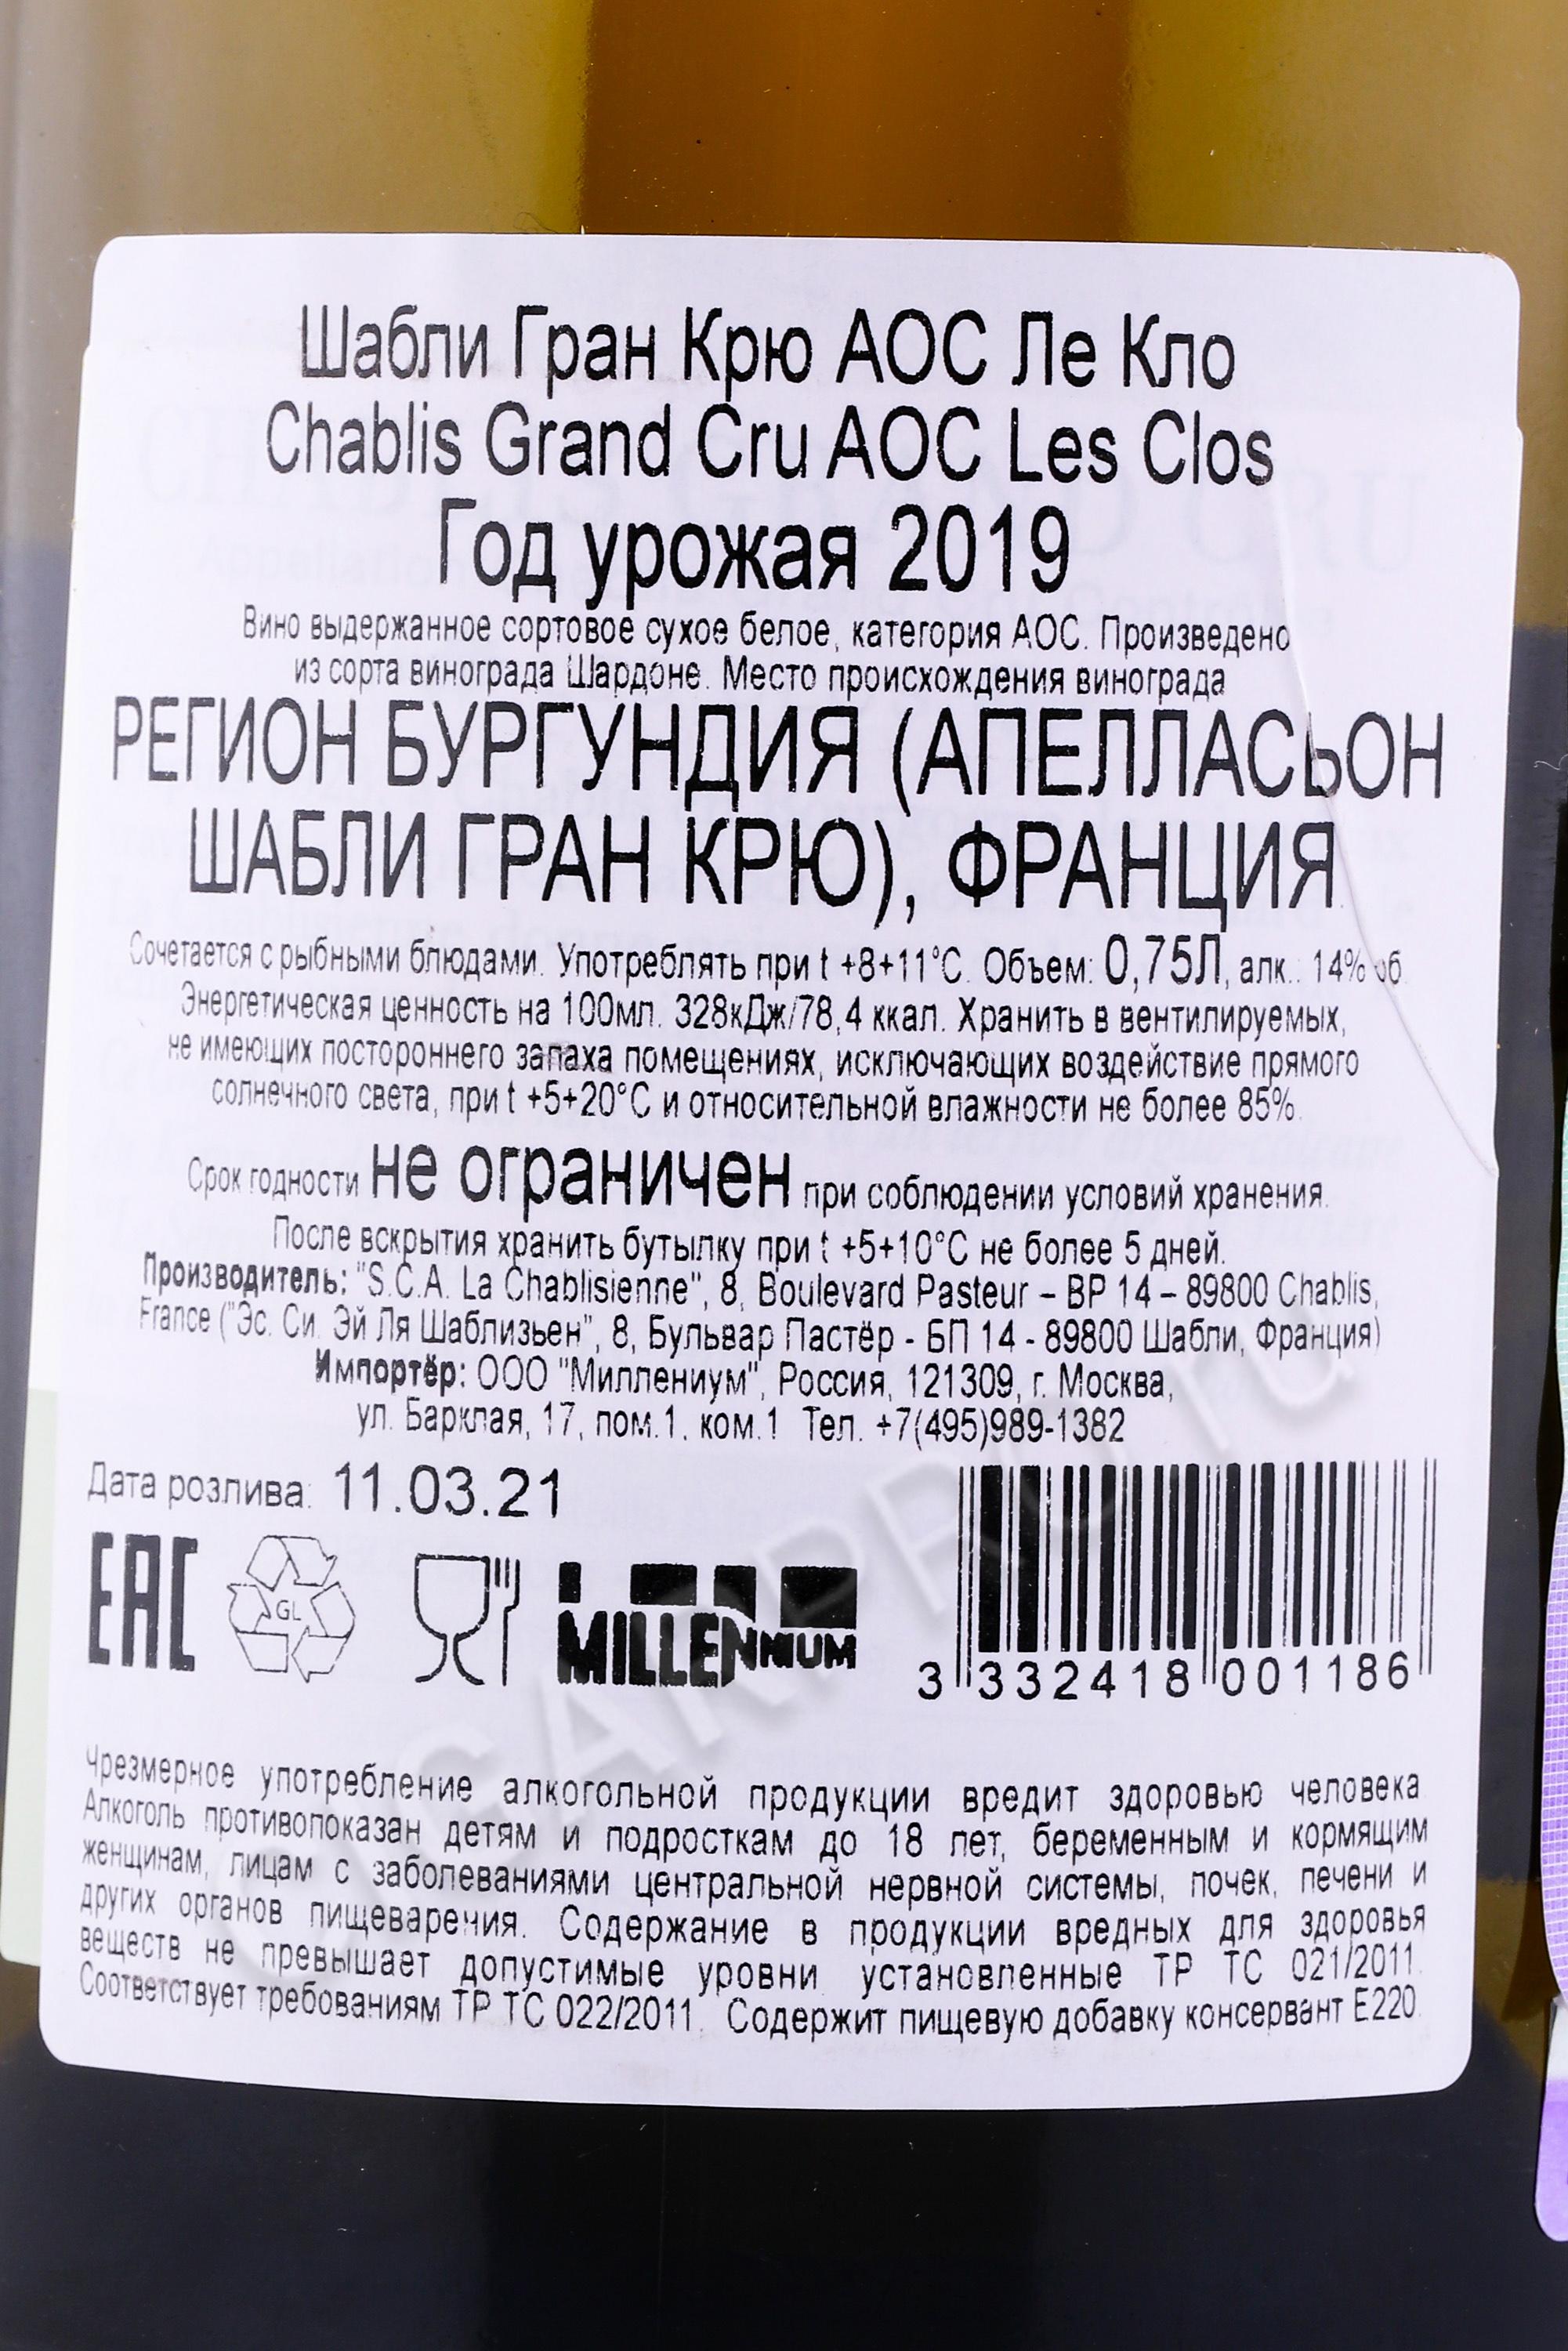 Шабли Гран Крю АОС Ле Кло
Chablis Grand Cru AOC Les Clos
Год урожая 2019
Вино выдержанное сортовое сухое белое, категория АОС. Произведено
из сорта винограда Шардоне. Место происхождения винограда
РЕГИОН БУРГУНДИЯ (АПЕЛЛАСЬОН
ШАБЛИ ГРАН КРЮ), ФРАНЦИЯ.
Сочетается с рыбными блюдами. Употреблять при t +8+11°C. Объем: 0,75Л, алк.: 14% об.
Энергетическая ценность на 100мл. 328кДж/78,4 ккал. Хранить в вентилируемых,
не имеющих постороннего запаха помещениях, исключающих воздействие прямого
солнечного света, при t +5+20°C и относительной влажности не более 85%.
Срок годности не ограничен при соблюдении условий хранения.
После вскрытия хранить бутылку при t +5+10°C не более 5 дней.
Производитель: "S.C.A. La Chablisienne", 8, Boulevard Pasteur – BP 14 – 89800 Chablis,
France ("Эс. Си. Эй Ля Шаблизьен", 8, Бульвар Пастёр - БП 14 - 89800 Шабли, Франция)
Импортёр: ООО "Миллениум", Россия, 121309, г. Москва,
ул. Барклая, 17, пом.1, ком.1 Тел. +7(495)989-1382
Дата розлива: 11.03.21
EAC
GL
MILLENNIUM
3 332418 001186
Чрезмерное употребление алкогольной продукции вредит здоровью человека.
Алкоголь противопоказан детям и подросткам до 18 лет, беременным и кормящим
женщинам, лицам с заболеваниями центральной нервной системы, почек, печени и
других органов пищеварения. Содержание в продукции вредных для здоровья
веществ не превышает допустимые уровни установленные ТР ТС 021/2011.
Соответствует требованиям ТР ТС 022/2011. Содержит пищевую добавку консервант Е220.